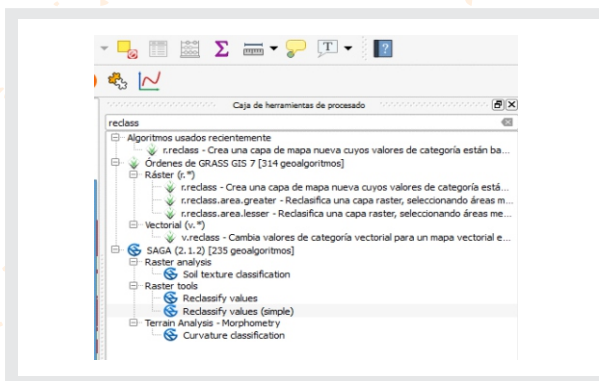 Σ
T
?
Caja de herramientas de procesado
reclass
Algoritmos usados recientemente
r.reclass - Crea una capa de mapa nueva cuyos valores de categoría están ba...
Órdenes de GRASS GIS 7 [314 geoalgoritmos]
Ráster (r.*)
r.reclass - Crea una capa de mapa nueva cuyos valores de categoría está...
r.reclass.area.greater - Reclasifica una capa raster, seleccionando áreas m...
r.reclass.area.lesser - Reclasifica una capa raster, seleccionando áreas me...
Vectorial (v.*)
v.reclass - Cambia valores de categoría vectorial para un mapa vectorial e...
SAGA (2.1.2) [235 geoalgoritmos]
Raster analysis
Soil texture classification
Raster tools
Reclassify values
Reclassify values (simple)
Terrain Analysis - Morphometry
Curvature classification